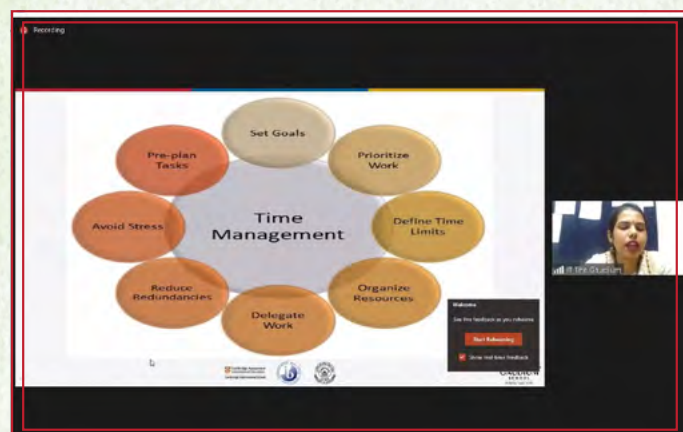 Recording
Set Goals
Prioritize
Work
Define Time
Limits
Organize
Resources
Delegate
Work
Reduce
Redundancies
Avoid Stress
Pre-plan
Tasks
Time
Management
Welcome
Start Rehearsing
SCHOOL